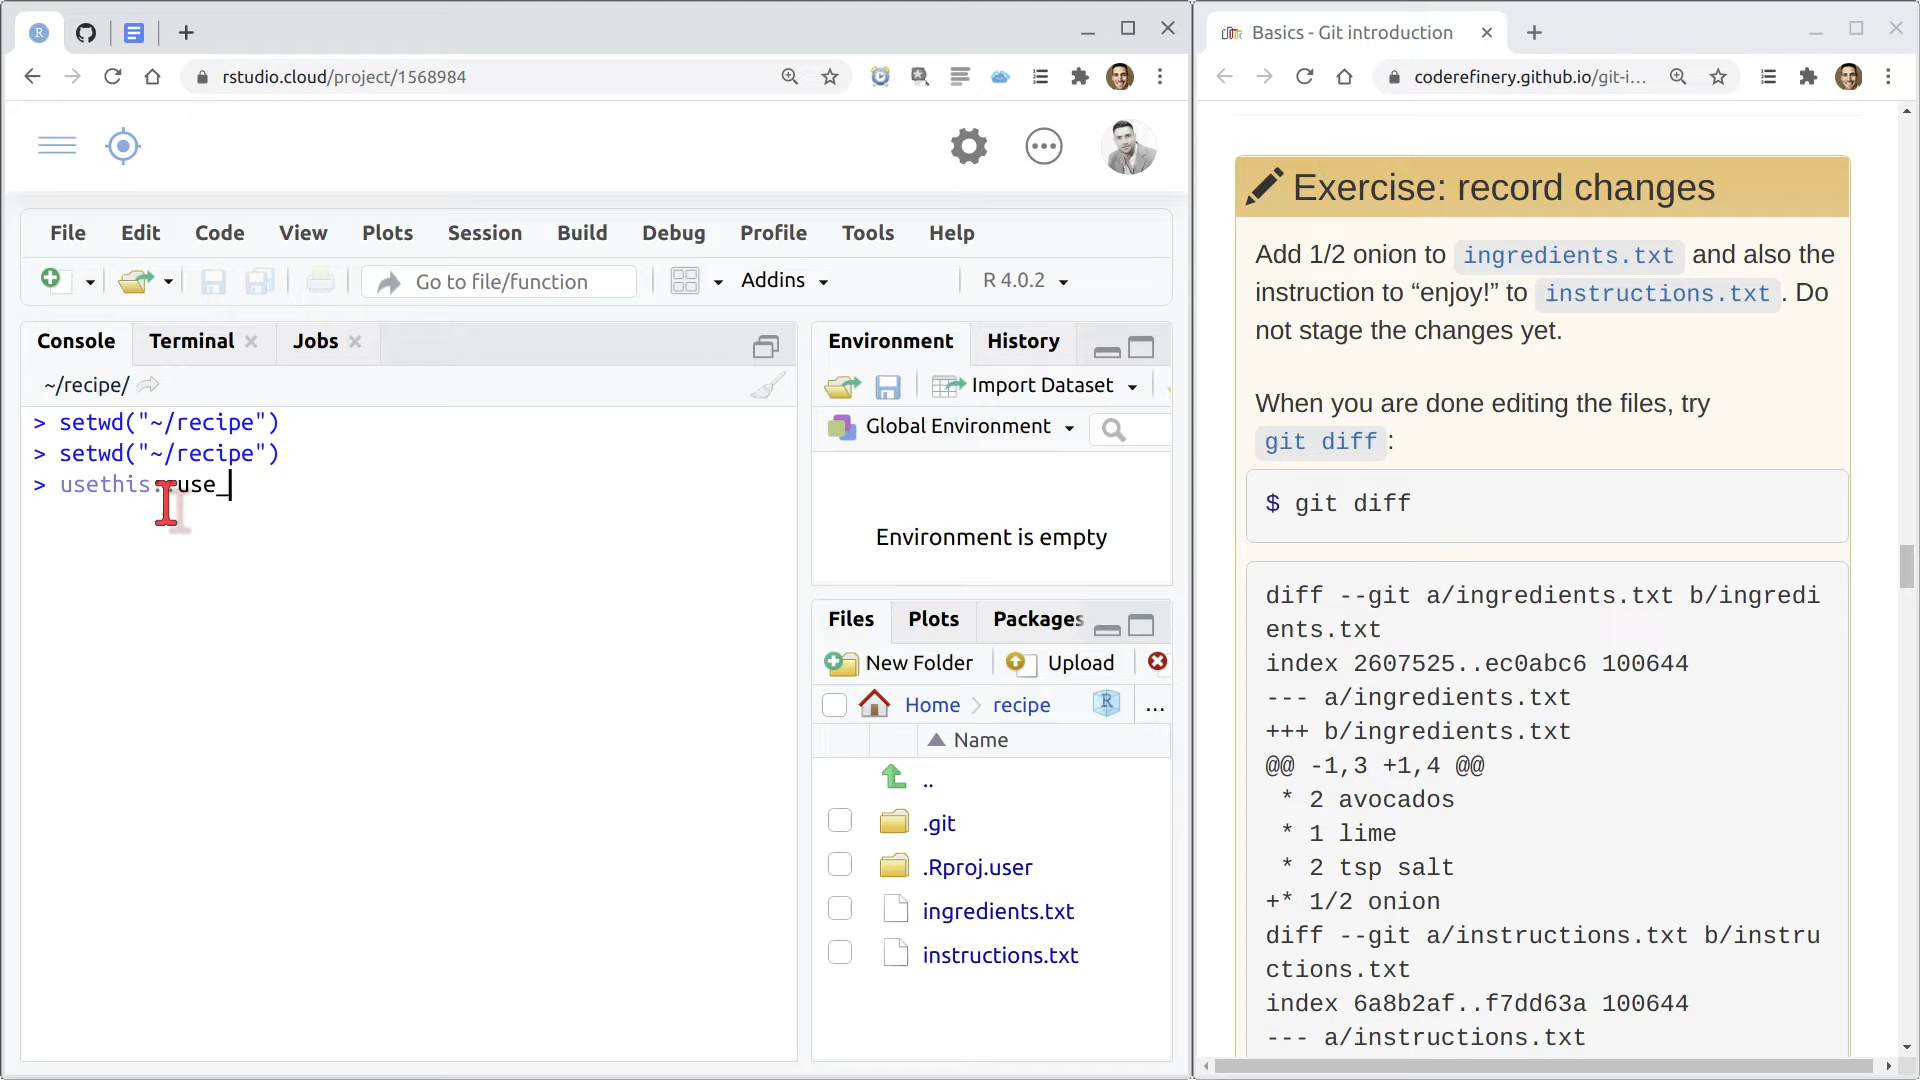 rstudio.cloud/project/1568984
File Edit Code View Plots Session Build Debug Profile Tools Help
Go to file/function
Addins
R 4.0.2
Console
Terminal
Jobs
~/recipe/
> setwd("~/recipe")
> setwd("~/recipe")
> usethis::use_
Environment
History
Import Dataset
Global Environment
Environment is empty
Files
Plots
Packages
New Folder
Upload
Home
recipe
R
...
Name
..
.git
.Rproj.user
ingredients.txt
instructions.txt
Basics - Git introduction
coderefinery.github.io/git-i...
Exercise: record changes
Add 1/2 onion to ingredients.txt and also the
instruction to “enjoy!” to instructions.txt. Do
not stage the changes yet.
When you are done editing the files, try
git diff:
$ git diff
diff --git a/ingredients.txt b/ingredi
ents.txt
index 2607525..ec0abc6 100644
--- a/ingredients.txt
+++ b/ingredients.txt
@@ -1,3 +1,4 @@
* 2 avocados
* 1 lime
* 2 tsp salt
+* 1/2 onion
diff --git a/instructions.txt b/instru
ctions.txt
index 6a8b2af..f7dd63a 100644
--- a/instructions.txt